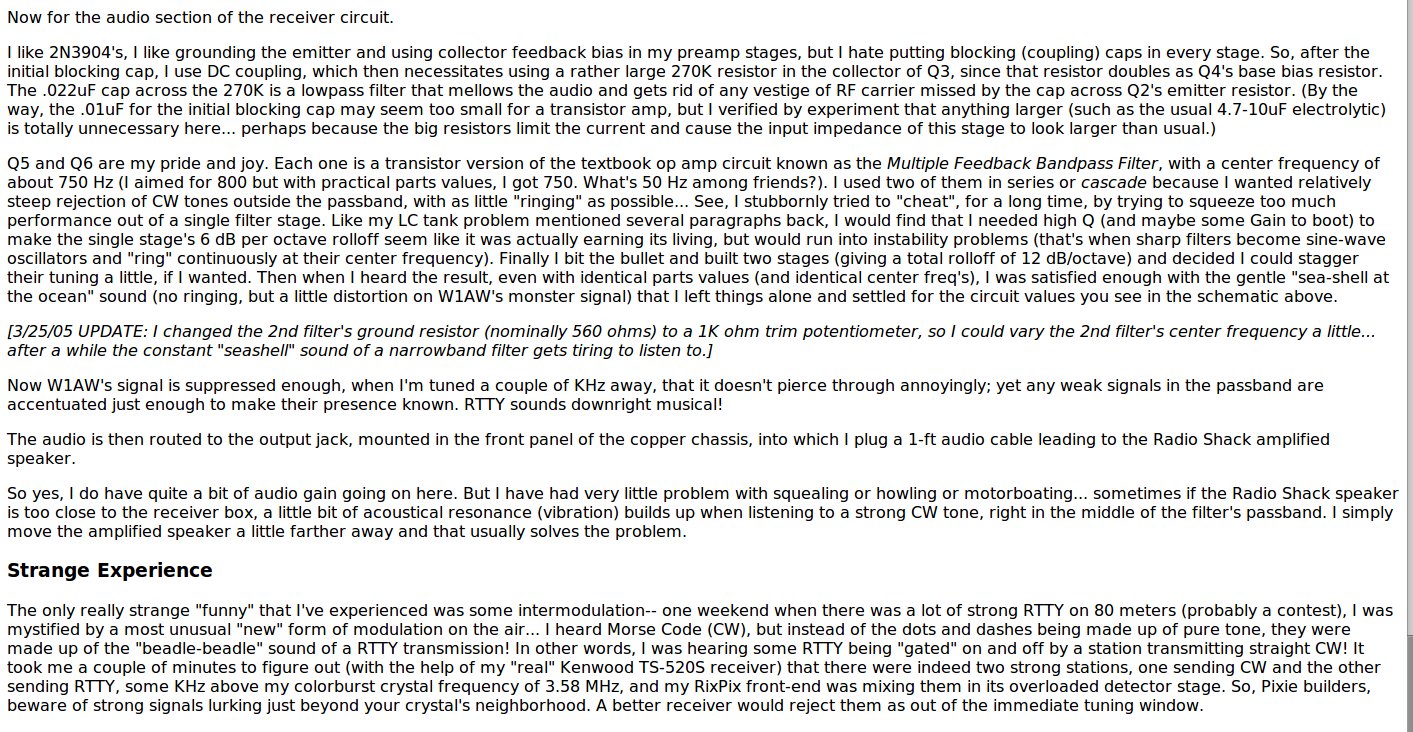 Now for the audio section of the receiver circuit.
I like 2N3904's, I like grounding the emitter and using collector feedback bias in my preamp stages, but I hate putting blocking (coupling) caps in every stage. So, after the
initial blocking cap, I use DC coupling, which then necessitates using a rather large 270K resistor in the collector of Q3, since that resistor doubles as Q4's base bias resistor.
The .022uF cap across the 270K is a lowpass filter that mellows the audio and gets rid of any vestige of RF carrier missed by the cap across Q2's emitter resistor. (By the
way, the .01uF for the initial blocking cap may seem too small for a transistor amp, but I verified by experiment that anything larger (such as the usual 4.7-10uF electrolytic)
is totally unnecessary here... perhaps because the big resistors limit the current and cause the input impedance of this stage to look larger than usual.)
Q5 and Q6 are my pride and joy. Each one is a transistor version of the textbook op amp circuit known as the Multiple Feedback Bandpass Filter, with a center frequency of
about 750 Hz (I aimed for 800 but with practical parts values, I got 750. What's 50 Hz among friends?). I used two of them in series or cascade because I wanted relatively
steep rejection of CW tones outside the passband, with as little "ringing" as possible... See, I stubbornly tried to "cheat", for a long time, by trying to squeeze too much
performance out of a single filter stage. Like my LC tank problem mentioned several paragraphs back, I would find that I needed high Q (and maybe some Gain to boot) to
make the single stage's 6 dB per octave rolloff seem like it was actually earning its living, but would run into instability problems (that's when sharp filters become sine-wave
oscillators and "ring" continuously at their center frequency). Finally I bit the bullet and built two stages (giving a total rolloff of 12 dB/octave) and decided I could stagger
their tuning a little, if I wanted. Then when I heard the result, even with identical parts values (and identical center freq's), I was satisfied enough with the gentle "sea-shell at
the ocean" sound (no ringing, but a little distortion on W1AW's monster signal) that I left things alone and settled for the circuit values you see in the schematic above.
[3/25/05 UPDATE: I changed the 2nd filter's ground resistor (nominally 560 ohms) to a 1K ohm trim potentiometer, so I could vary the 2nd filter's center frequency a little...
after a while the constant "seashell" sound of a narrowband filter gets tiring to listen to.]
Now W1AW's signal is suppressed enough, when I'm tuned a couple of KHz away, that it doesn't pierce through annoyingly; yet any weak signals in the passband are
accentuated just enough to make their presence known. RTTY sounds downright musical!
The audio is then routed to the output jack, mounted in the front panel of the copper chassis, into which I plug a 1-ft audio cable leading to the Radio Shack amplified
speaker.
So yes, I do have quite a bit of audio gain going on here. But I have had very little problem with squealing or howling or motorboating... sometimes if the Radio Shack speaker
is too close to the receiver box, a little bit of acoustical resonance (vibration) builds up when listening to a strong CW tone, right in the middle of the filter's passband. I simply
move the amplified speaker a little farther away and that usually solves the problem.
Strange Experience
The only really strange "funny" that I've experienced was some intermodulation-- one weekend when there was a lot of strong RTTY on 80 meters (probably a contest), I was
mystified by a most unusual "new" form of modulation on the air... I heard Morse Code (CW), but instead of the dots and dashes being made up of pure tone, they were
made up of the "beadle-beadle" sound of a RTTY transmission! In other words, I was hearing some RTTY being "gated" on and off by a station transmitting straight CW! It
took me a couple of minutes to figure out (with the help of my "real" Kenwood TS-520S receiver) that there were indeed two strong stations, one sending CW and the other
sending RTTY, some KHz above my colorburst crystal frequency of 3.58 MHz, and my RixPix front-end was mixing them in its overloaded detector stage. So, Pixie builders,
beware of strong signals lurking just beyond your crystal's neighborhood. A better receiver would reject them as out of the immediate tuning window.